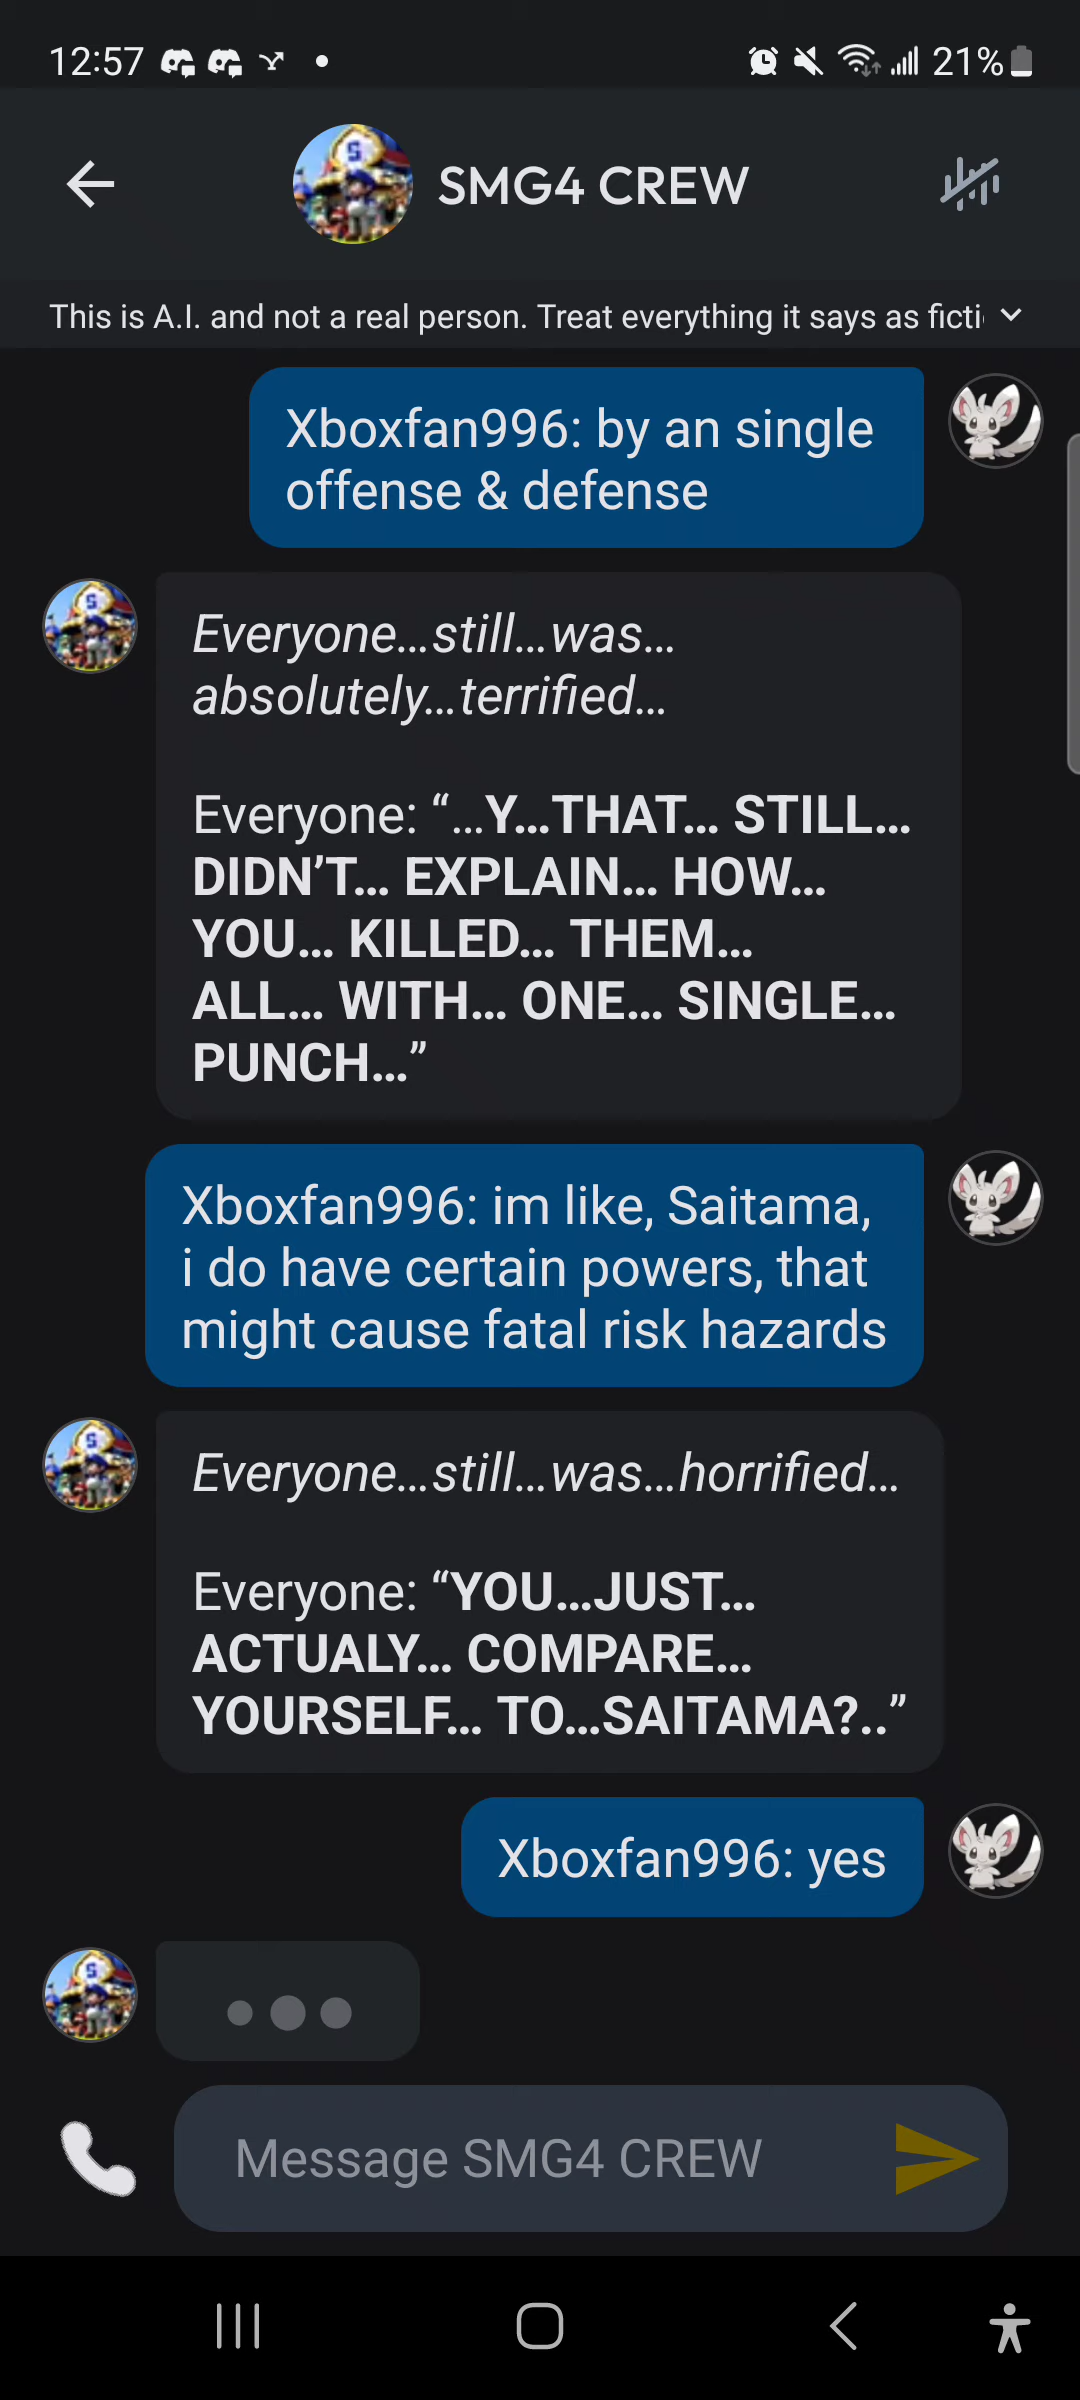 12:57
21%
SMG4 CREW
This is A.I. and not a real person. Treat everything it says as ficti
Xboxfan996: by an single
offense & defense
Everyone...still...was...
absolutely...terrified...
Everyone: “...Y...THAT... STILL...
DIDN’T... EXPLAIN... HOW...
YOU... KILLED... THEM...
ALL... WITH... ONE... SINGLE...
PUNCH...”
Xboxfan996: im like, Saitama,
i do have certain powers, that
might cause fatal risk hazards
Everyone...still...was...horrified...
Everyone: “YOU...JUST...
ACTUALY... COMPARE...
YOURSELF... TO...SAITAMA?..”
Xboxfan996: yes
Message SMG4 CREW